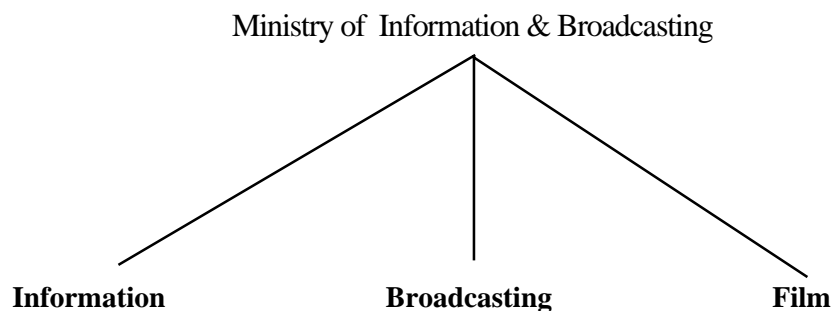 Ministry of Information & Broadcasting
Information Broadcasting Film